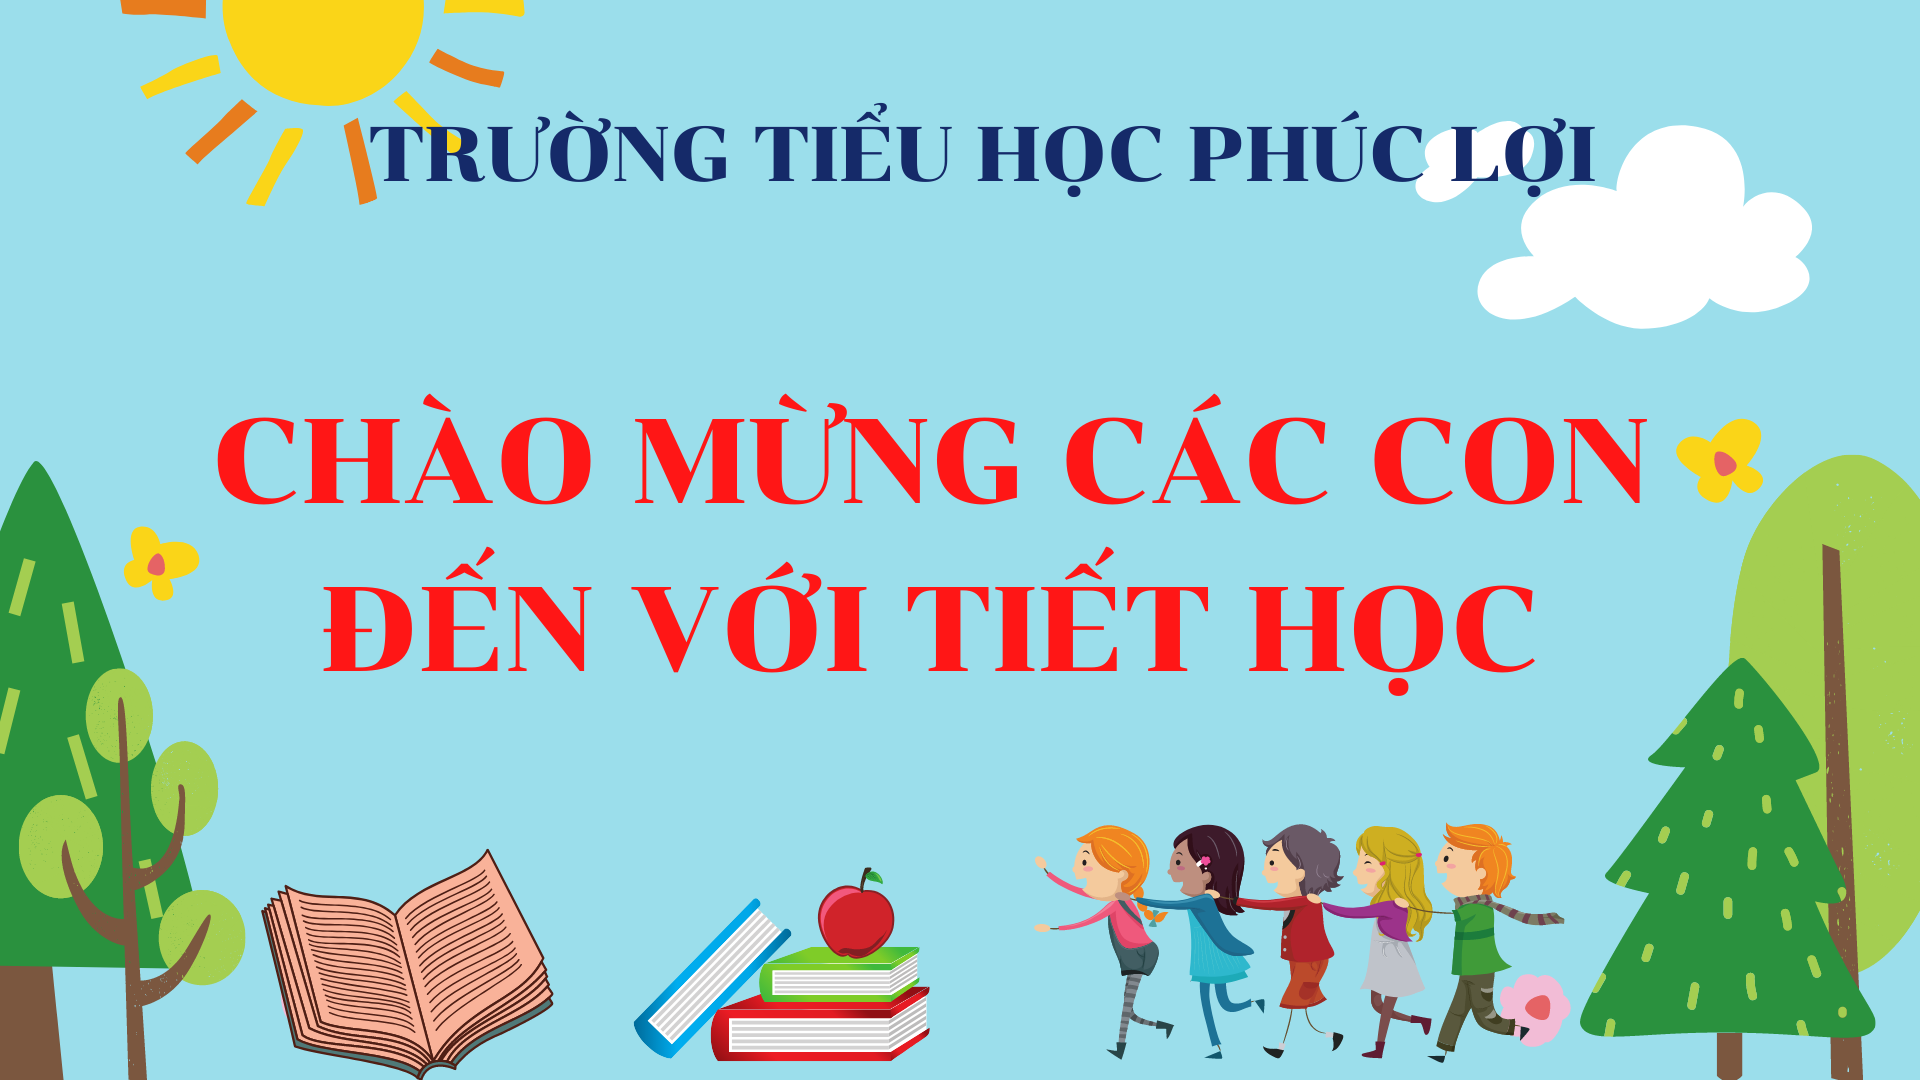 TRƯỜNG TIỂU HỌC PHÚC LỢI
CHÀO MỪNG CÁC CON
ĐẾN VỚI TIẾT HỌC